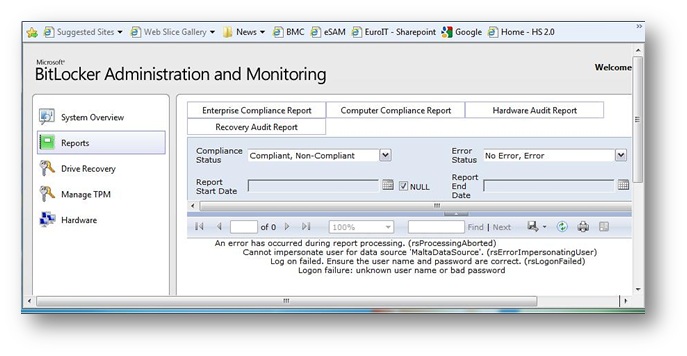 Suggested Sites
Web Slice Gallery
News
BMC
eSAM
EuroIT - Sharepoint
Google
Home - HS 2.0
Microsoft®
BitLocker Administration and Monitoring
Welcome
System Overview
Reports
Drive Recovery
Manage TPM
Hardware
Enterprise Compliance Report
Computer Compliance Report
Hardware Audit Report
Recovery Audit Report
Compliance Status
Compliant, Non-Compliant
Error Status
No Error, Error
Report Start Date
NULL
Report End Date
of 0
100%
Find | Next
An error has occurred during report processing. (rsProcessingAborted)
Cannot impersonate user for data source 'MaltaDataSource'. (rsErrorImpersonatingUser)
Log on failed. Ensure the user name and password are correct. (rsLogonFailed)
Logon failure: unknown user name or bad password